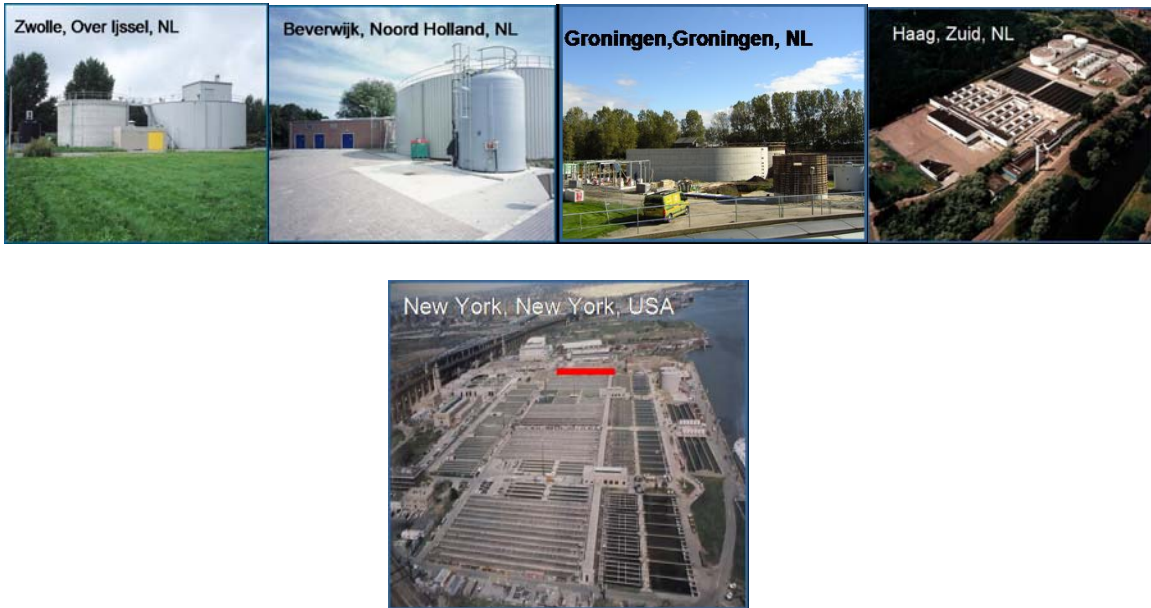 Zwolle, Over Ijssel, NL
Beverwijk, Noord Holland, NL
Groningen,Groningen, NL
Haag, Zuid, NL
New York, New York, USA